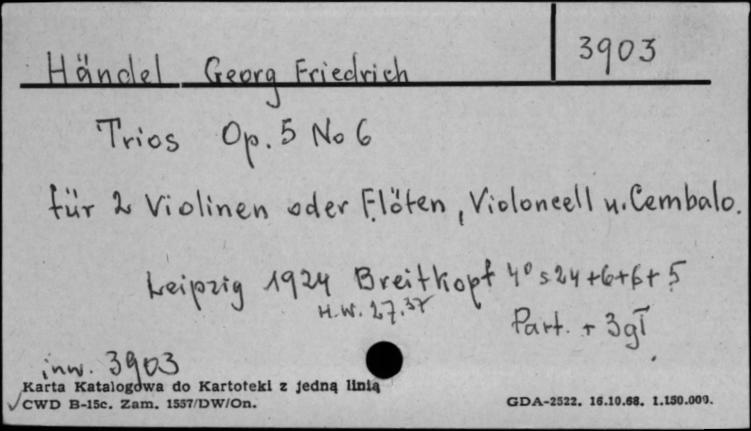 Händel Georg Friedrich 3903
Trios Op. 5 No 6
für 2 Violinen oder Flöten, Violoncell u. Cembalo.
Leipzig 1924 Breitkopf 4° s 24+6+6+5
H.W. 27.37
Part. + 3 gł.
inw. 3903
Karta Katalogowa do Kartoteki z jedną linią
CWD B-15c. Zam. 1557/DW/On. GDA-2522. 16.10.68. 1.150.000.